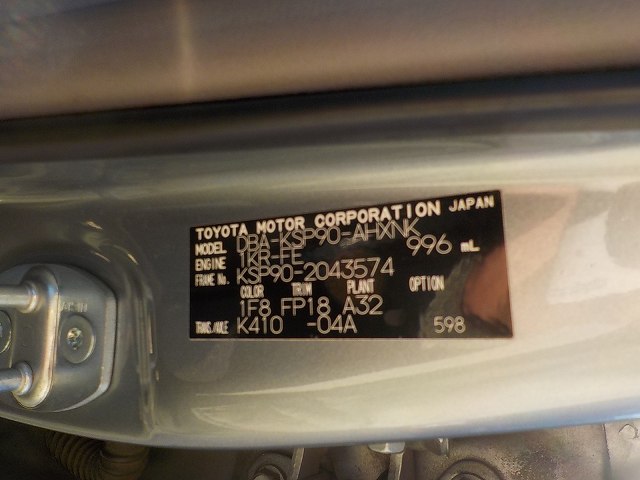 TOYOTA MOTOR CORPORATION JAPAN
MODEL DBA-KSP90-AHXNK
ENGINE 1KR-FE 996 mL
FRAME No. KSP90-2043574
COLOR TRIM PLANT OPTION
1F8 FP18 A32
TRANS/AXLE K410 -04A 598